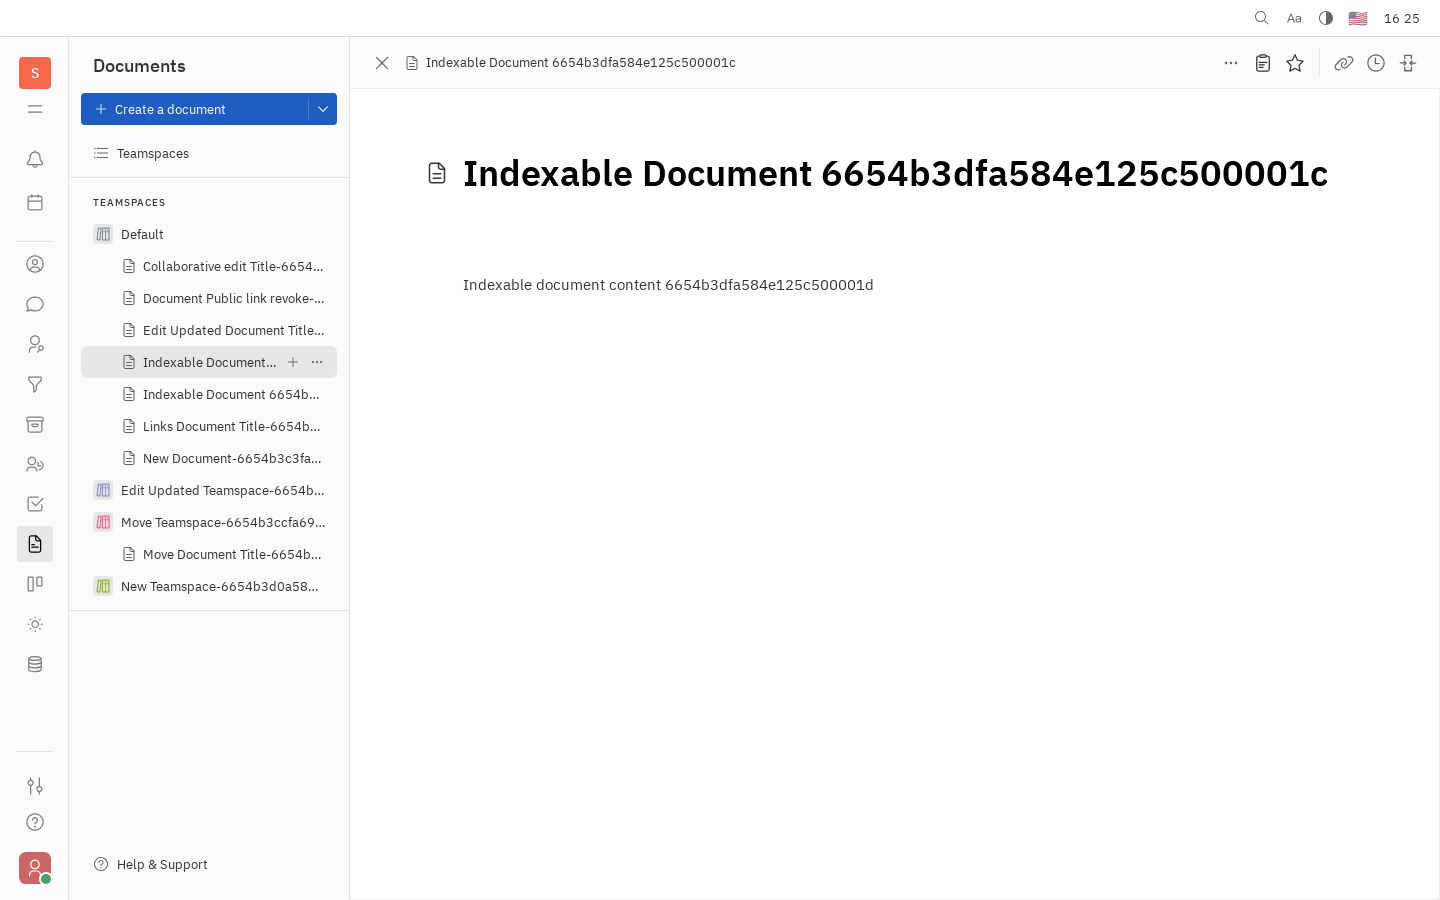 Aa
16 25
S
Documents
Create a document
Teamspaces
TEAMSPACES
Default
Collaborative edit Title-6654...
Document Public link revoke-...
Edit Updated Document Title...
Indexable Document...
Indexable Document 6654b...
Links Document Title-6654b...
New Document-6654b3c3fa...
Edit Updated Teamspace-6654b...
Move Teamspace-6654b3ccfa69...
Move Document Title-6654b...
New Teamspace-6654b3d0a58...
Help & Support
Indexable Document 6654b3dfa584e125c500001c
Indexable Document 6654b3dfa584e125c500001c
Indexable document content 6654b3dfa584e125c500001d